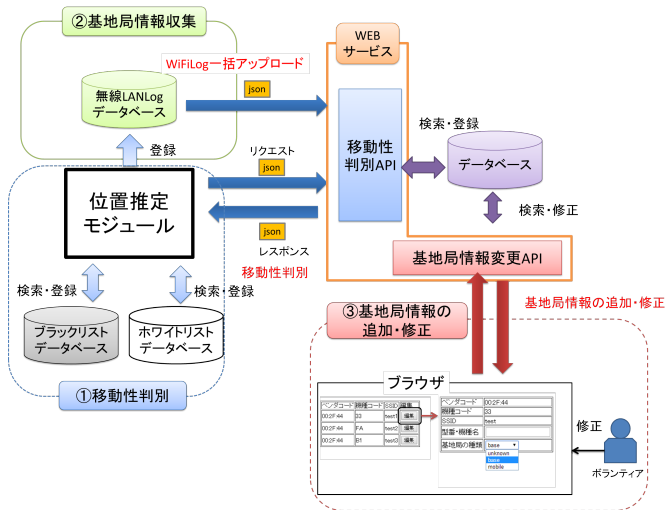 ②基地局情報収集
WiFiLog一括アップロード
json
無線LANLog
データベース
登録
WEB
サービス
移動性
判別API
検索・登録
データベース
検索・修正
リクエスト
json
json
レスポンス
移動性判別
位置推定
モジュール
検索・登録
検索・登録
ブラックリスト
データベース
ホワイトリスト
データベース
①移動性判別
基地局情報変更API
基地局情報の追加・修正
③基地局情報の
追加・修正
ブラウザ
ベンダコード 機種コード SSID 編集
00:2F:44 33 test1 編集
00:2F:44 FA test2 編集
00:2F:44 B1 test3 編集
ベンダコード 00:2F:44
機種コード 33
SSID test
型番・機種名
基地局の種類 base
unknown
base
mobile
修正
ボランティア